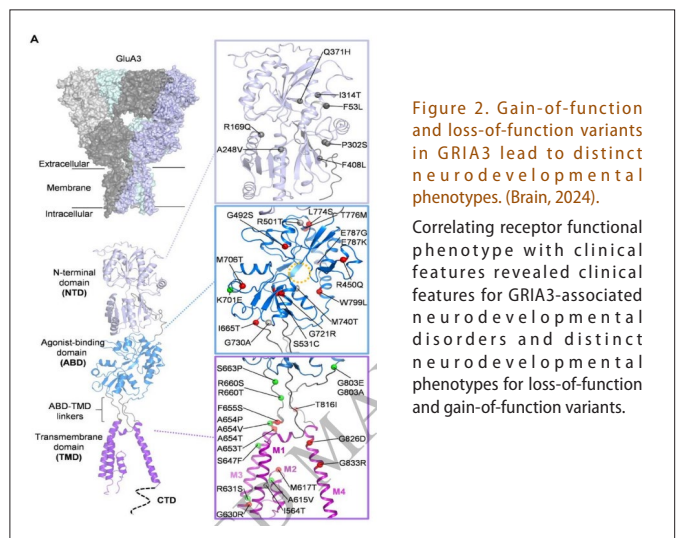 A
GluA3
Extracellular
Membrane
Intracellular
N-terminal
domain
(NTD)
Agonist-binding
domain
(ABD)
ABD-TMD
linkers
Transmembrane
domain
(TMD)
CTD
Q371H
I314T
F53L
R169Q
A248V
P302S
F408L
L774S
G492S
R501T
T776M
E787G
E787K
M706T
R450Q
K701E
W799L
I665T
M740T
G730A
G721R
S531C
S663P
R660S
R660T
G803E
G803A
T816I
F655S
A654P
A654V
A654T
A653T
S647F
G826D
M1
G833R
M3
M2
M617T
M4
R631S
A615V
G630R
I564T
Figure 2. Gain-of-function
and loss-of-function variants
in GRIA3 lead to distinct
neurodevelopmental
phenotypes. (Brain, 2024).
Correlating receptor functional
phenotype with clinical
features revealed clinical
features for GRIA3-associated
neurodevelopmental
disorders and distinct
neurodevelopmental
phenotypes for loss-of-function
and gain-of-function variants.